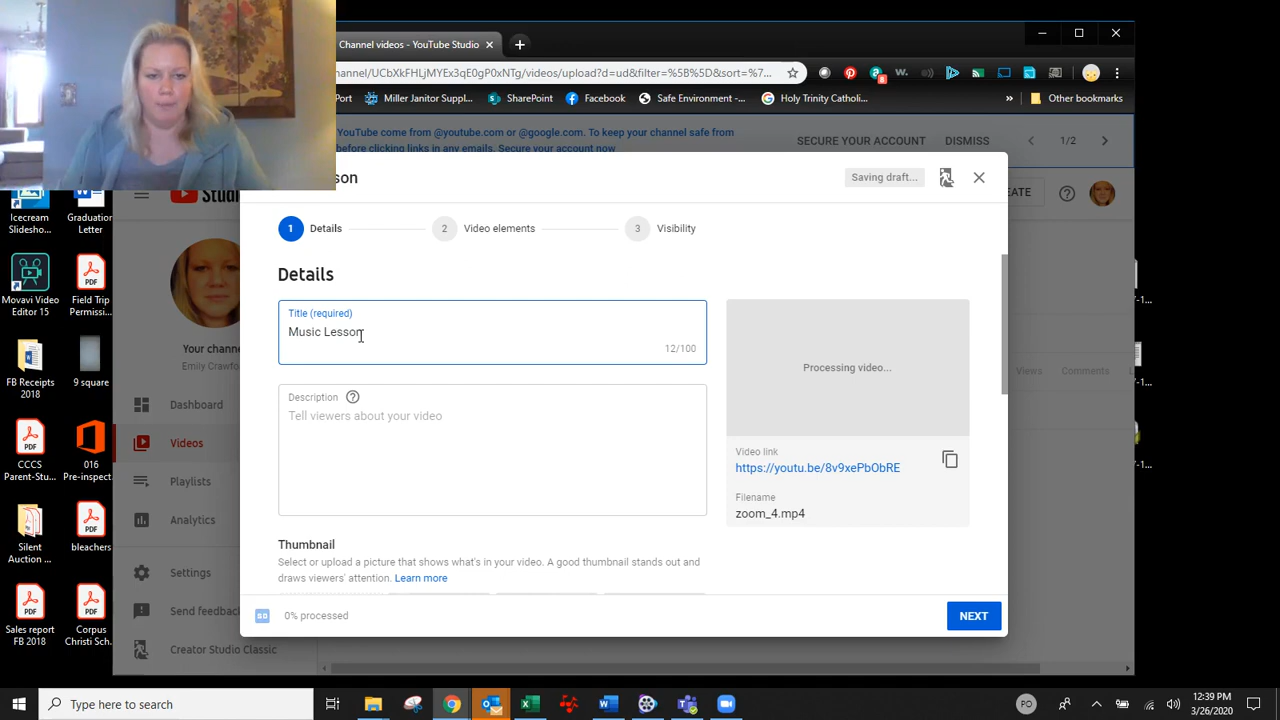 Channel videos - YouTube Studio
annel/UCbXkFHLjMYEx3qE0gP0xNTg/videos/upload?d=ud&filter=%5B%5D&sort=%7...
8
Port
Miller Janitor Suppl...
SharePoint
Facebook
Safe Environment -...
Holy Trinity Catholi...
»
Other bookmarks
YouTube come from @youtube.com or @google.com. To keep your channel safe from
before clicking links in any emails. Secure your account now
SECURE YOUR ACCOUNT
DISMISS
1/2
son
Saving draft...
Studio
EATE
1
Details
2
Video elements
3
Visibility
Details
Title (required)
Music Lesson
12/100
Description
Tell viewers about your video
Processing video...
Video link
https://youtu.be/8v9xePbObRE
Filename
zoom_4.mp4
Thumbnail
Select or upload a picture that shows what's in your video. A good thumbnail stands out and
draws viewers' attention. Learn more
0% processed
NEXT
Your chann
Emily Crawfor
Dashboard
Videos
Playlists
Analytics
Settings
Send feedbac
Creator Studio Classic
Views
Comments
Icecream
Slideshow...
Graduation
Letter
Movavi Video
Editor 15
Field Trip
Permission...
FB Receipts
2018
9 square
CCCS
Parent-Stu...
016
Pre-inspect...
Silent
Auction ...
bleachers
Sales report
FB 2018
Corpus
Christi Sch...
Type here to search
PO
12:39 PM
3/26/2020